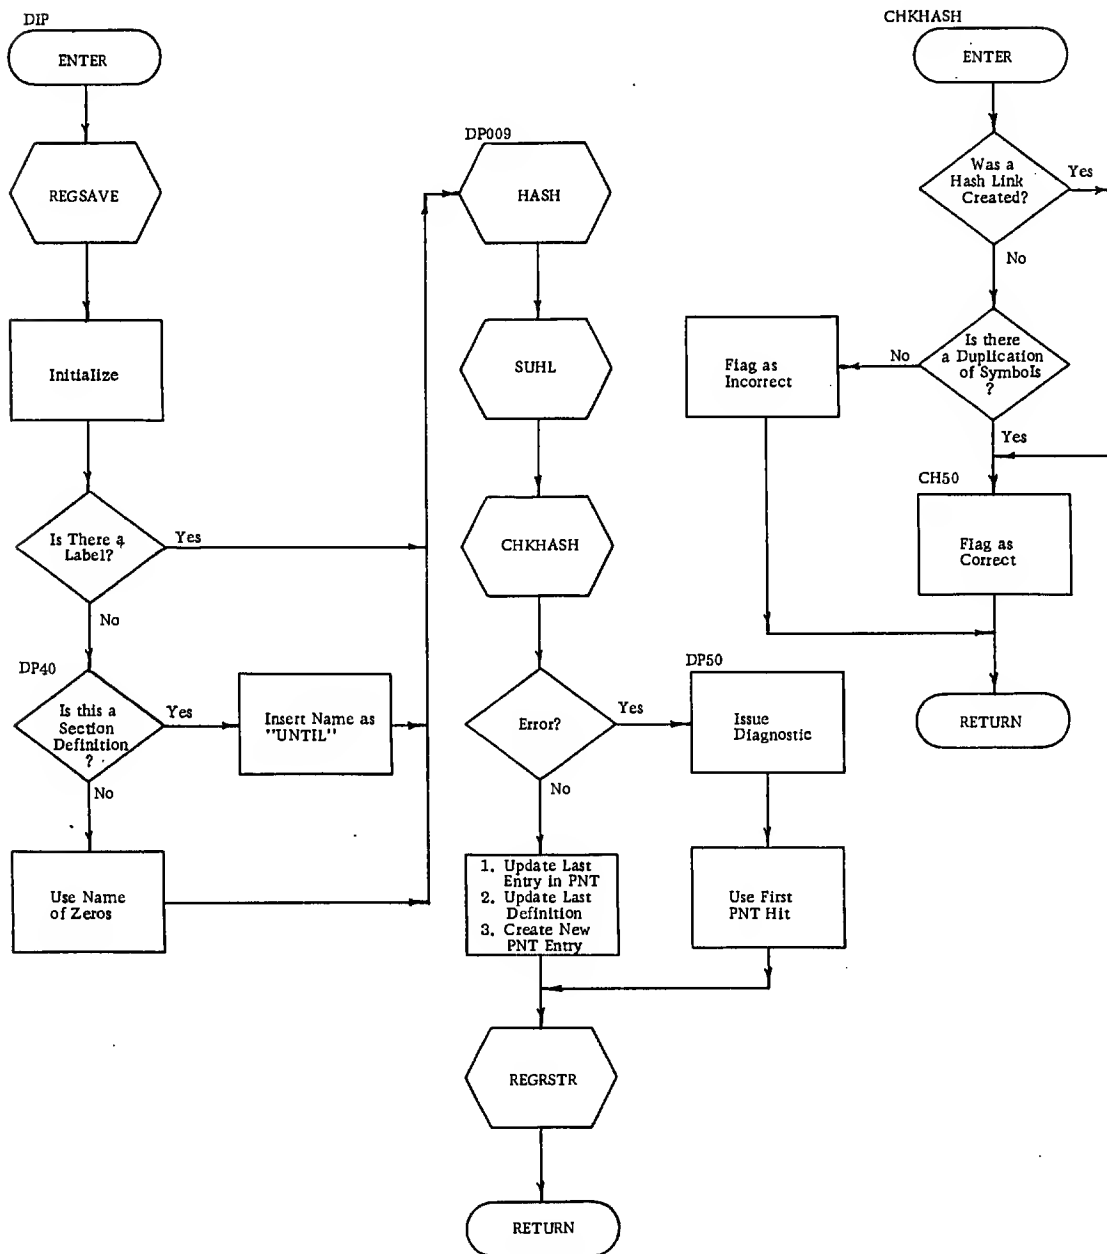 DIP
ENTER
REGSAVE
Initialize
Is There a
Label?
Yes
No
DP40
Is this a
Section
Definition
?
Yes
Insert Name as
"UNTIL"
No
Use Name
of Zeros
DP009
HASH
SUHL
CHKHASH
Error?
Yes
No
DP50
Issue
Diagnostic
1. Update Last
Entry in PNT
2. Update Last
Definition
3. Create New
PNT Entry
Use First
PNT Hit
REGRSTR
RETURN
CHKHASH
ENTER
Was a
Hash Link
Created?
Yes
No
Is there
a Duplication
of Symbols
?
No
Flag as
Incorrect
Yes
CH50
Flag as
Correct
RETURN